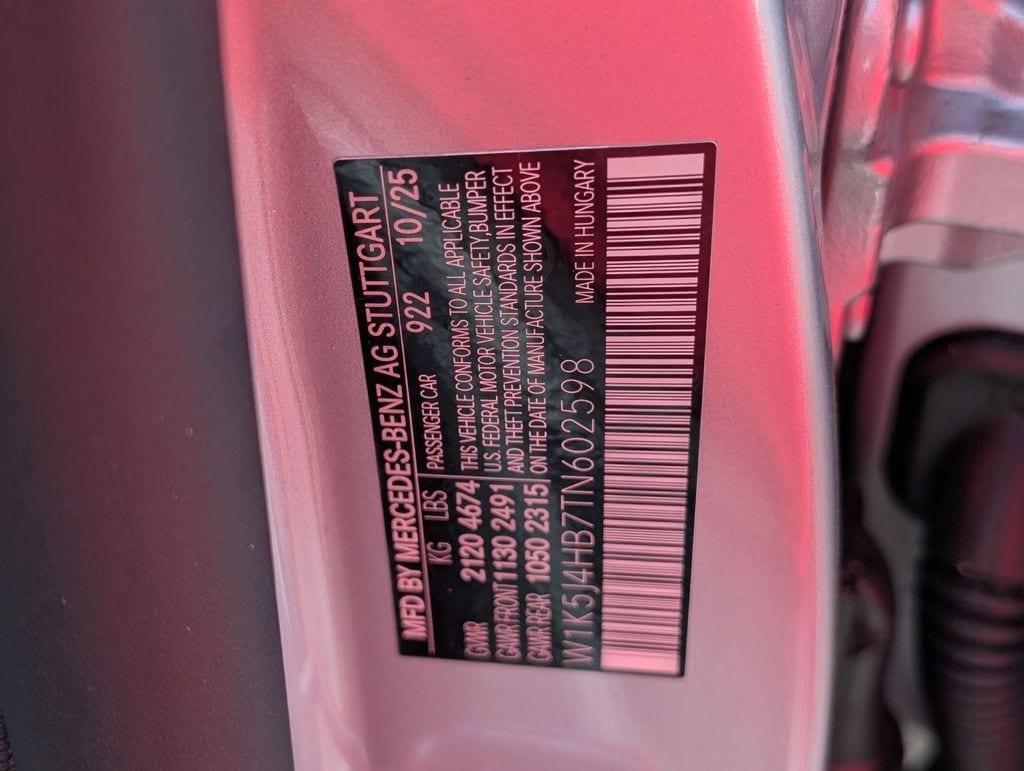 MFD BY MERCEDES-BENZ AG STUTTGART
KG LBS PASSENGER CAR 922 10/25
GVWR 2120 4674 THIS VEHICLE CONFORMS TO ALL APPLICABLE
GAWR FRONT 1130 2491 U.S. FEDERAL MOTOR VEHICLE SAFETY,BUMPER
GAWR REAR 1050 2315 AND THEFT PREVENTION STANDARDS IN EFFECT
ON THE DATE OF MANUFACTURE SHOWN ABOVE
W1K5J4HB7TN602598 MADE IN HUNGARY